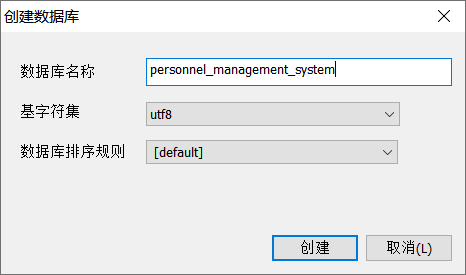 创建数据库
数据库名称 personnel_management_system
基字符集 utf8
数据库排序规则 [default]
创建 取消(L)